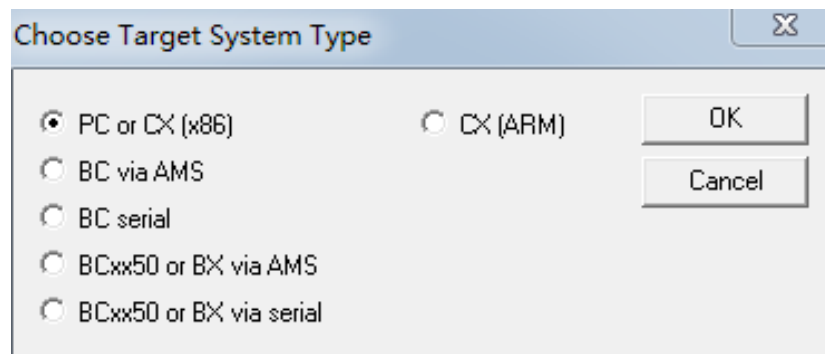 Choose Target System Type
PC or CX (x86)
CX (ARM)
OK
BC via AMS
Cancel
BC serial
BCxx50 or BX via AMS
BCxx50 or BX via serial